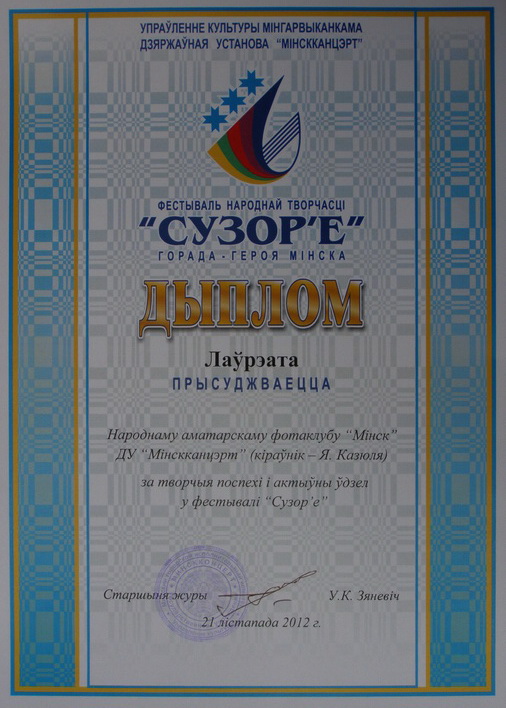 УПРАЎЛЕННЕ КУЛЬТУРЫ МІНГАРВЫКАНКАМА
ДЗЯРЖАЎНАЯ УСТАНОВА “МІНСККАНЦЭРТ”
ФЕСТЫВАЛЬ НАРОДНАЙ ТВОРЧАСЦІ
“СУЗОР’Е”
ГОРАДА-ГЕРОЯ МІНСКА
ДЫПЛОМ
Лаўрэата
ПРЫСУДЖВАЕЦЦА
Народнаму аматарскаму фотаклубу “Мінск”
ДУ “Мінскканцэрт” (кіраўнік – Я. Казюля)
за творчыя поспехі і актыўны ўдзел
у фестывалі “Сузор’е”
Старшыня журы У.К. Зяневіч
21 лістапада 2012 г.